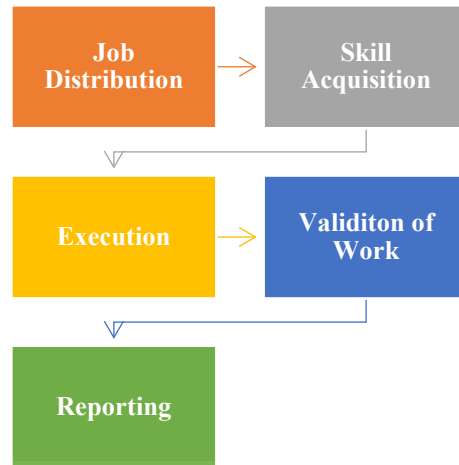 Job
Distribution
Skill
Acquisition
Execution
Validiton of
Work
Reporting